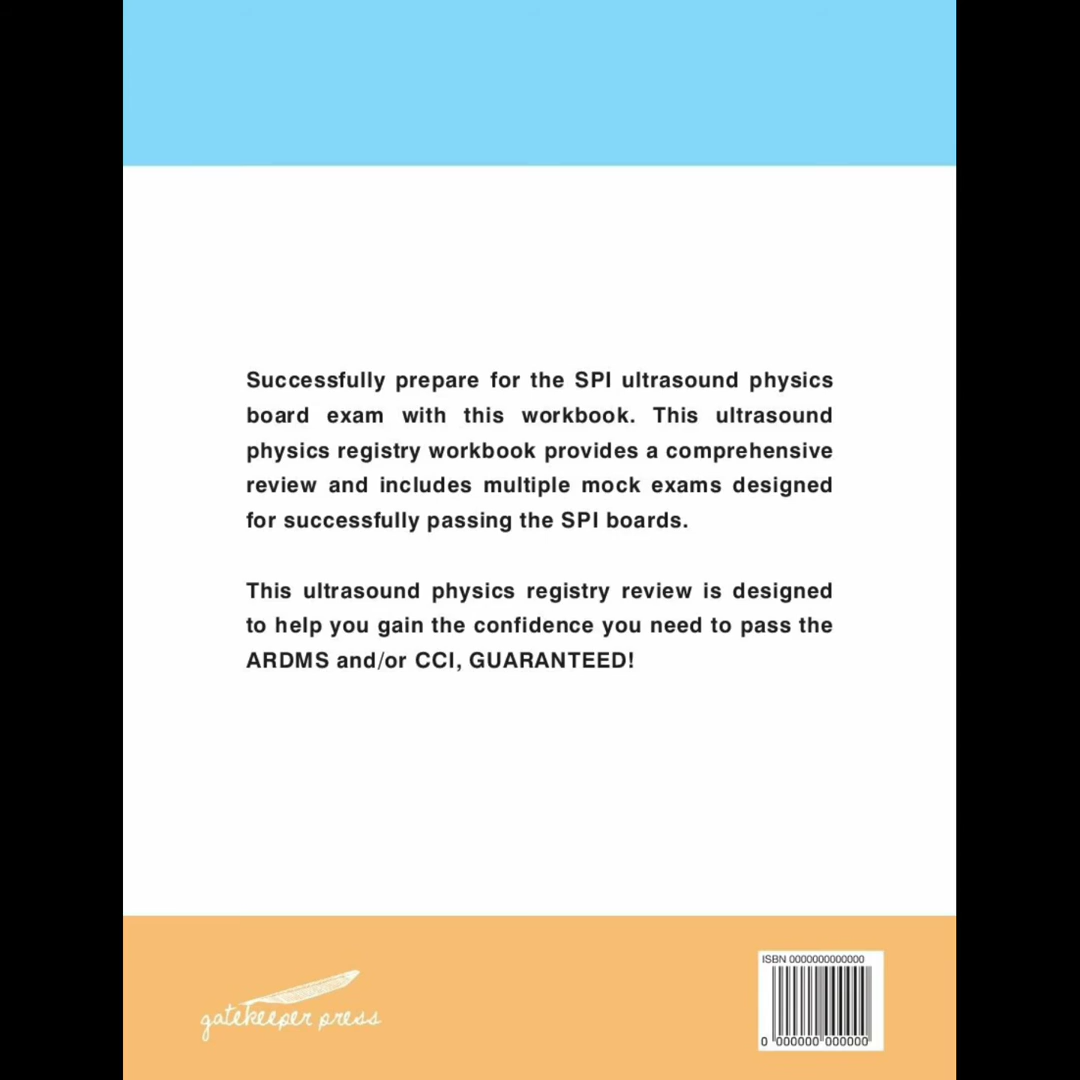 Successfully prepare for the SPI ultrasound physics
board exam with this workbook. This ultrasound
physics registry workbook provides a comprehensive
review and includes multiple mock exams designed
for successfully passing the SPI boards.
This ultrasound physics registry review is designed
to help you gain the confidence you need to pass the
ARDMS and/or CCI, GUARANTEED!
gatekeeper press
ISBN 0000000000000
0 000000 000000